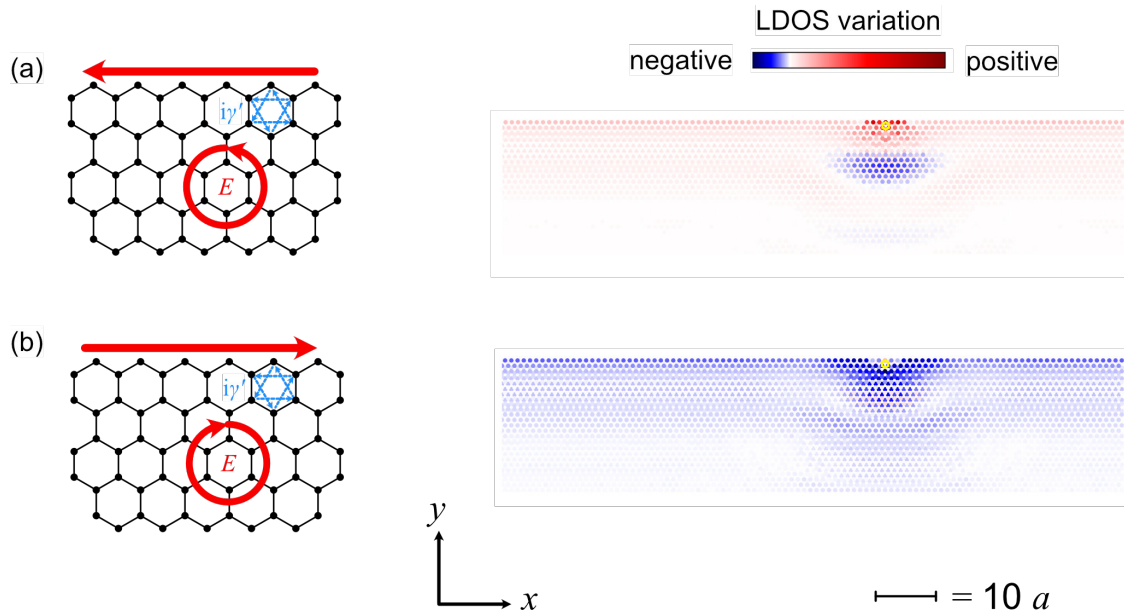 LDOS variation
negative positive
(a)
iγ′
E
(b)
iγ′
E
y
x
= 10 a